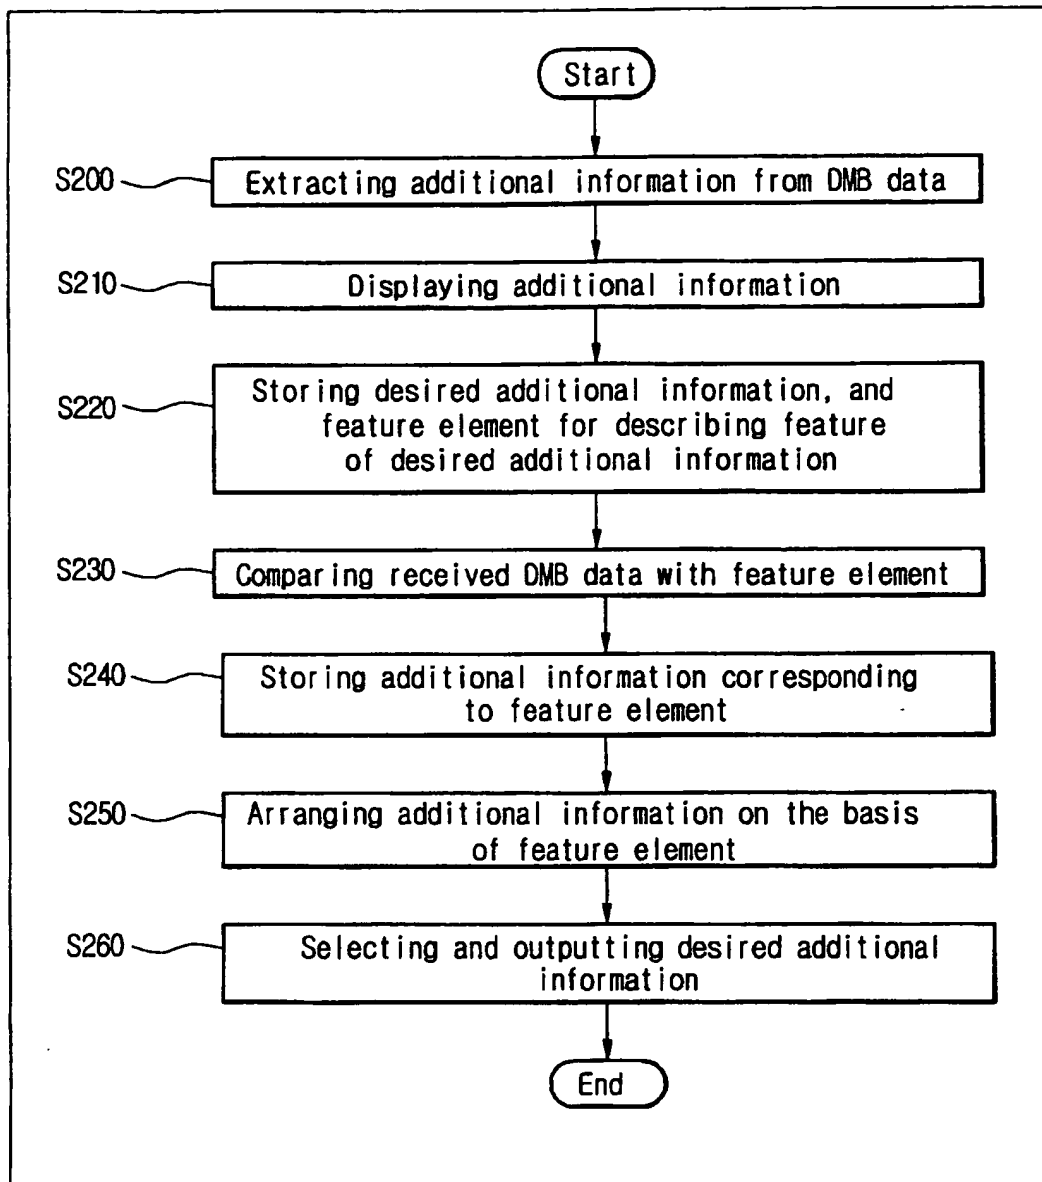 Start
S200
Extracting additional information from DMB data
S210
Displaying additional information
S220
Storing desired additional information, and
feature element for describing feature
of desired additional information
S230
Comparing received DMB data with feature element
S240
Storing additional information corresponding
to feature element
S250
Arranging additional information on the basis
of feature element
S260
Selecting and outputting desired additional
information
End